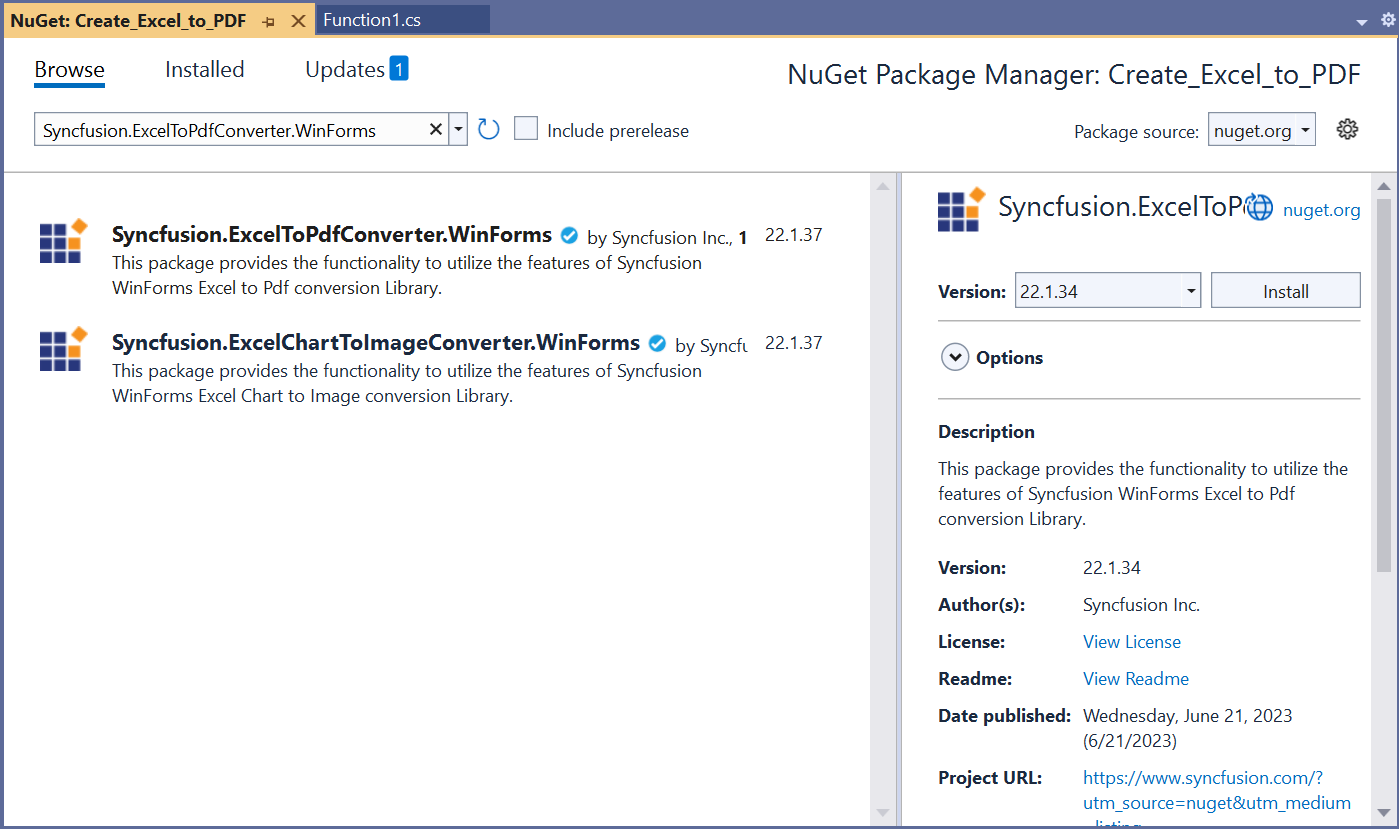 NuGet: Create_Excel_to_PDF
Function1.cs
Browse
Installed
Updates 1
NuGet Package Manager: Create_Excel_to_PDF
Syncfusion.ExcelToPdfConverter.WinForms
Include prerelease
Package source: nuget.org
Syncfusion.ExcelToPdfConverter.WinForms by Syncfusion Inc., 1 22.1.37
This package provides the functionality to utilize the features of Syncfusion
WinForms Excel to Pdf conversion Library.
Syncfusion.ExcelChartToImageConverter.WinForms by Syncfu 22.1.37
This package provides the functionality to utilize the features of Syncfusion
WinForms Excel Chart to Image conversion Library.
Syncfusion.ExcelToP nuget.org
Version: 22.1.34 Install
Options
Description
This package provides the functionality to utilize the
features of Syncfusion WinForms Excel to Pdf
conversion Library.
Version: 22.1.34
Author(s): Syncfusion Inc.
License: View License
Readme: View Readme
Date published: Wednesday, June 21, 2023
(6/21/2023)
Project URL: https://www.syncfusion.com/?
utm_source=nuget&utm_medium